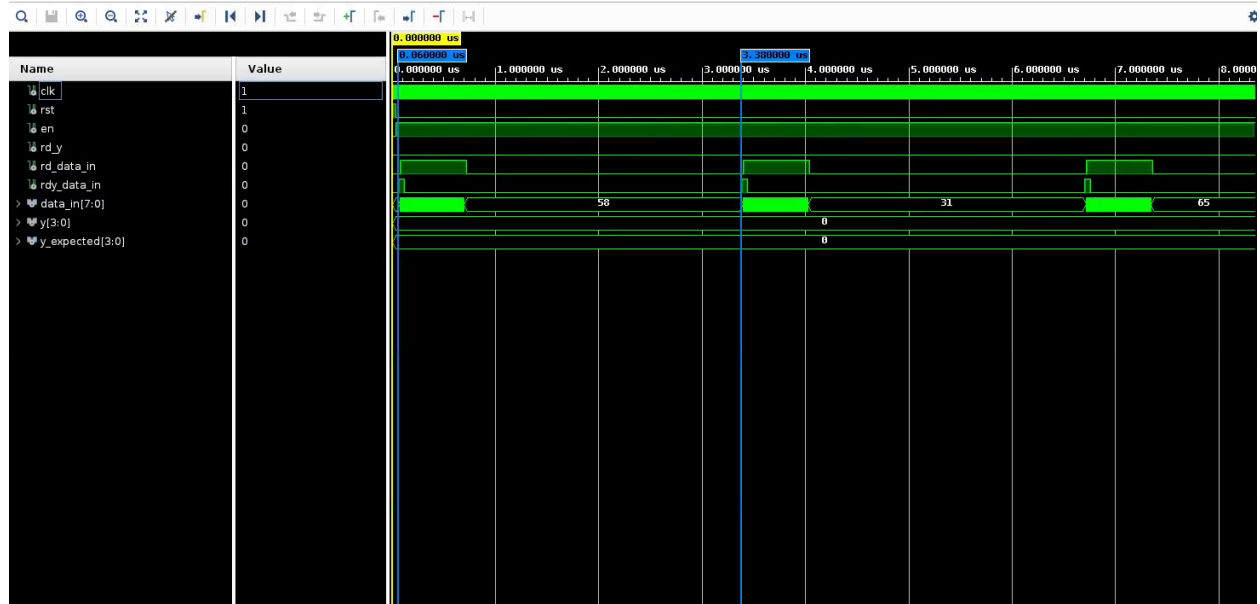 0.000000 us
0.060000 us 3.380000 us
Name Value 0.000000 us 1.000000 us 2.000000 us 3.000000 us 4.000000 us 5.000000 us 6.000000 us 7.000000 us 8.0000
clk 1
rst 1
en 0
rd_y 0
rd_data_in 0
rdy_data_in 0
data_in[7:0] 0 58 31 65
y[3:0] 0 0
y_expected[3:0] 0 0